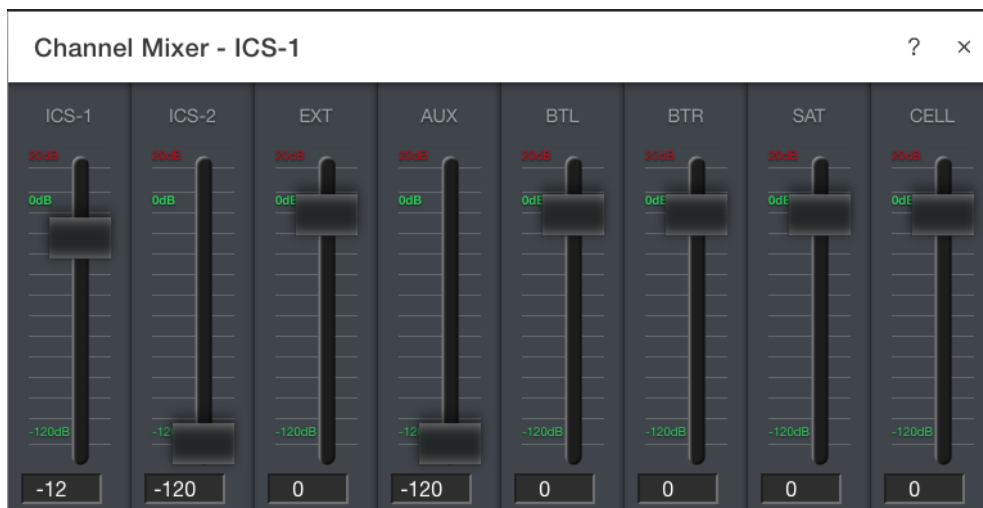 Channel Mixer - ICS-1 ? ×
ICS-1 ICS-2 EXT AUX BTL BTR SAT CELL
20dB 20dB 20dB 20dB 20dB 20dB 20dB 20dB
0dB 0dB 0dB 0dB
-120dB -120dB -120dB -120dB -120dB -120dB
-12 -120 0 -120 0 0 0 0